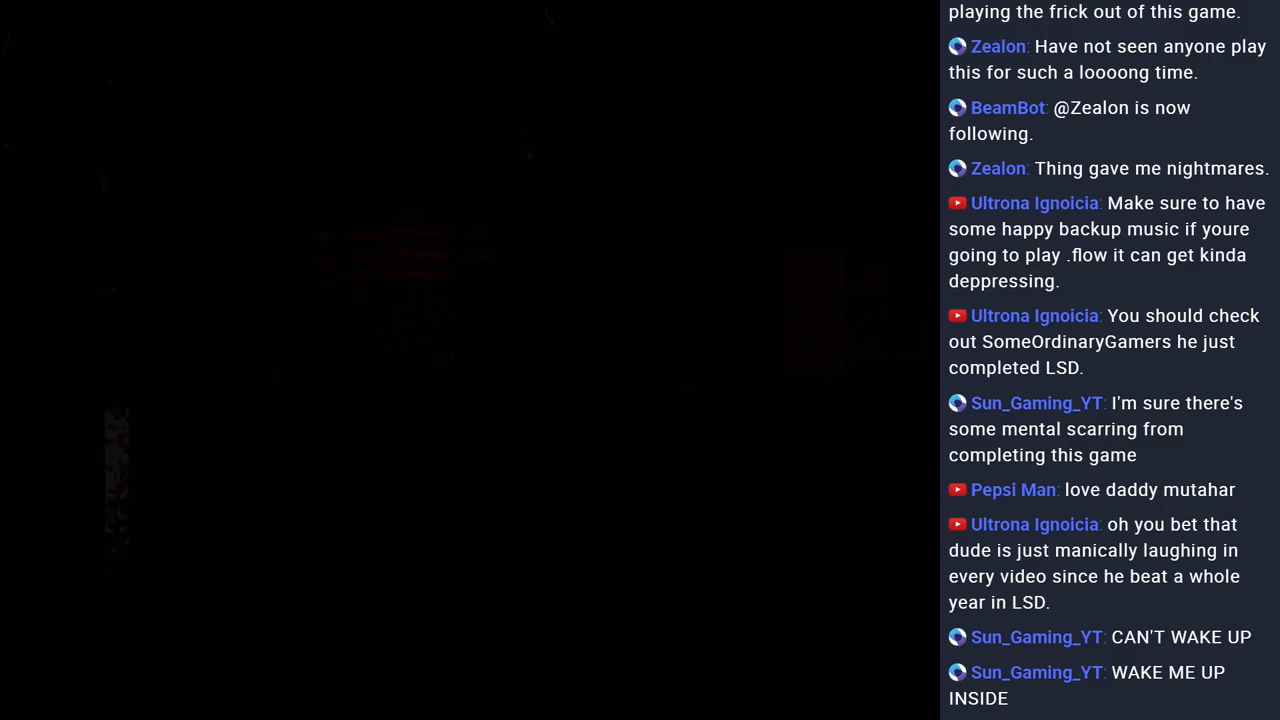 playing the frick out of this game.
Zealon: Have not seen anyone play
this for such a loooong time.
BeamBot: @Zealon is now
following.
Zealon: Thing gave me nightmares.
Ultrona Ignoicia: Make sure to have
some happy backup music if youre
going to play .flow it can get kinda
deppressing.
Ultrona Ignoicia: You should check
out SomeOrdinaryGamers he just
completed LSD.
Sun_Gaming_YT: I'm sure there's
some mental scarring from
completing this game
Pepsi Man: love daddy mutahar
Ultrona Ignoicia: oh you bet that
dude is just manically laughing in
every video since he beat a whole
year in LSD.
Sun_Gaming_YT: CAN'T WAKE UP
Sun_Gaming_YT: WAKE ME UP
INSIDE